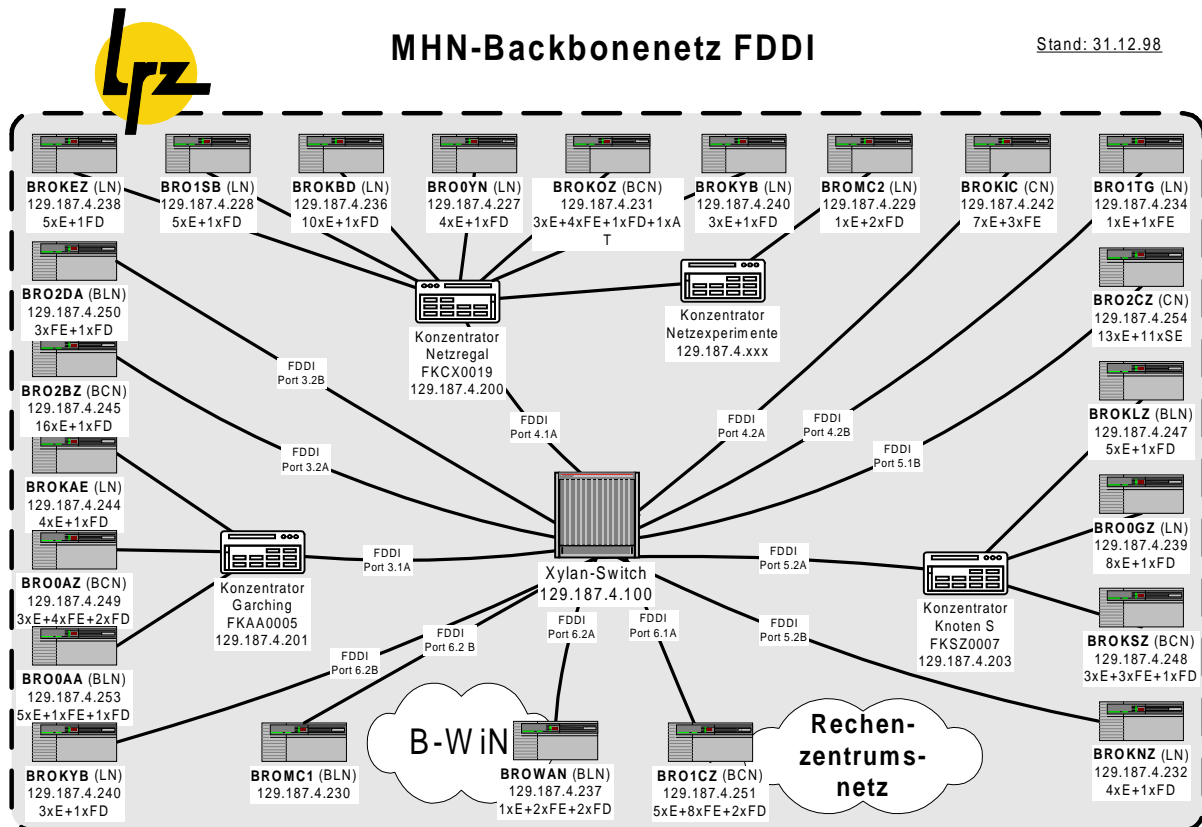 lrz
MHN-Backbonenetz FDDI
Stand: 31.12.98
BROKEZ (LN)
129.187.4.238
5xE+1FD
BRO1SB (LN)
129.187.4.228
5xE+1xFD
BROKBD (LN)
129.187.4.236
10xE+1xFD
BRO0YN (LN)
129.187.4.227
4xE+1xFD
BROKOZ (BCN)
129.187.4.231
3xE+4xFE+1xFD+1xA
T
BROKYB (LN)
129.187.4.240
3xE+1xFD
BROMC2 (LN)
129.187.4.229
1xE+2xFD
BROKIC (CN)
129.187.4.242
7xE+3xFE
BRO1TG (LN)
129.187.4.234
1xE+1xFE
BRO2DA (BLN)
129.187.4.250
3xFE+1xFD
BRO2CZ (CN)
129.187.4.254
13xE+11xSE
Konzentrator
Netzregal
FKCX0019
129.187.4.200
Konzentrator
Netzexperimente
129.187.4.xxx
FDDI
Port 3.2B
BRO2BZ (BCN)
129.187.4.245
16xE+1xFD
FDDI
Port 3.2A
FDDI
Port 4.1A
FDDI
Port 4.2A
FDDI
Port 4.2B
FDDI
Port 5.1B
BROKLZ (BLN)
129.187.4.247
5xE+1xFD
BROKAE (LN)
129.187.4.244
4xE+1xFD
BRO0GZ (LN)
129.187.4.239
8xE+1xFD
FDDI
Port 3.1A
Xylan-Switch
129.187.4.100
FDDI
Port 5.2A
BRO0AZ (BCN)
129.187.4.249
3xE+4xFE+2xFD
Konzentrator
Garching
FKAA0005
129.187.4.201
Konzentrator
Knoten S
FKSZ0007
129.187.4.203
BROKSZ (BCN)
129.187.4.248
3xE+3xFE+1xFD
FDDI
Port 6.2B
FDDI
Port 6.2 B
FDDI
Port 6.2A
FDDI
Port 6.1A
FDDI
Port 5.2B
BRO0AA (BLN)
129.187.4.253
5xE+1xFE+1xFD
B-WiN
Rechen-
zentrums-
netz
BROKYB (LN)
129.187.4.240
3xE+1xFD
BROMC1 (BLN)
129.187.4.230
BROWAN (BLN)
129.187.4.237
1xE+2xFE+2xFD
BRO1CZ (BCN)
129.187.4.251
5xE+8xFE+2xFD
BROKNZ (LN)
129.187.4.232
4xE+1xFD